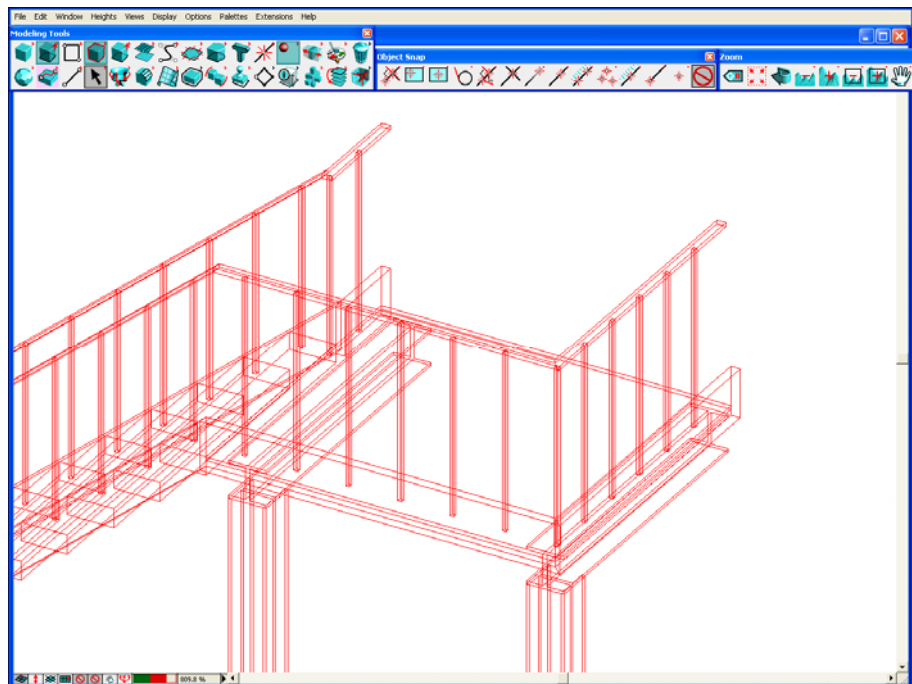 File Edit Window Heights Views Display Options Palettes Extensions Help
Modeling Tools
Object Snap
Zoom
809.8 %